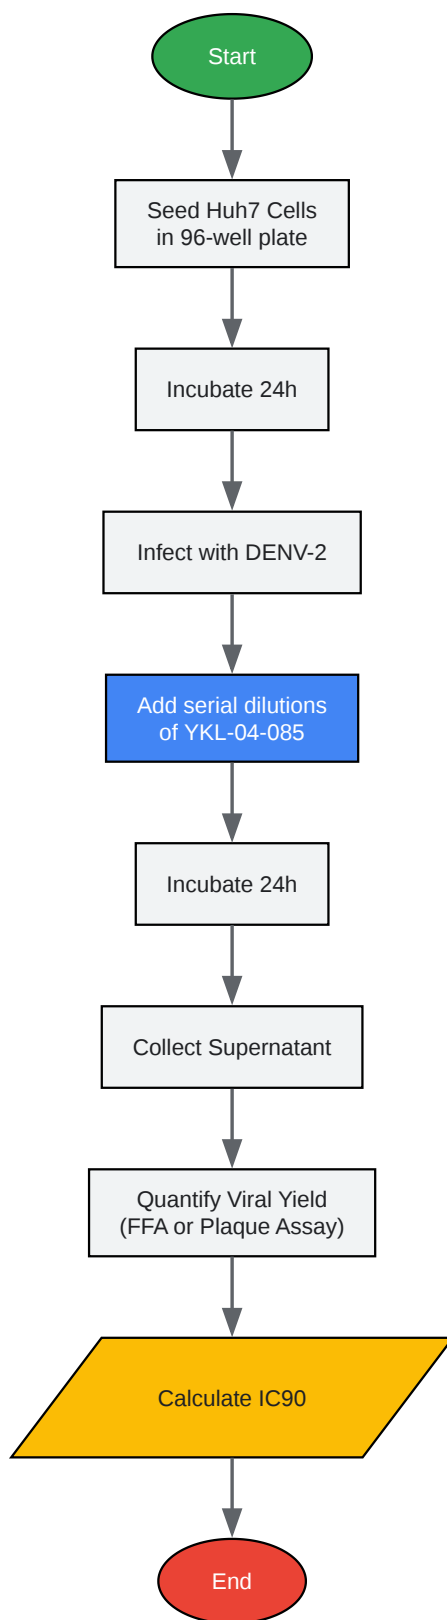 Start
Seed Huh7 Cells
in 96-well plate
Incubate 24h
Infect with DENV-2
Add serial dilutions
of YKL-04-085
Incubate 24h
Collect Supernatant
Quantify Viral Yield
(FFA or Plaque Assay)
Calculate IC90
End